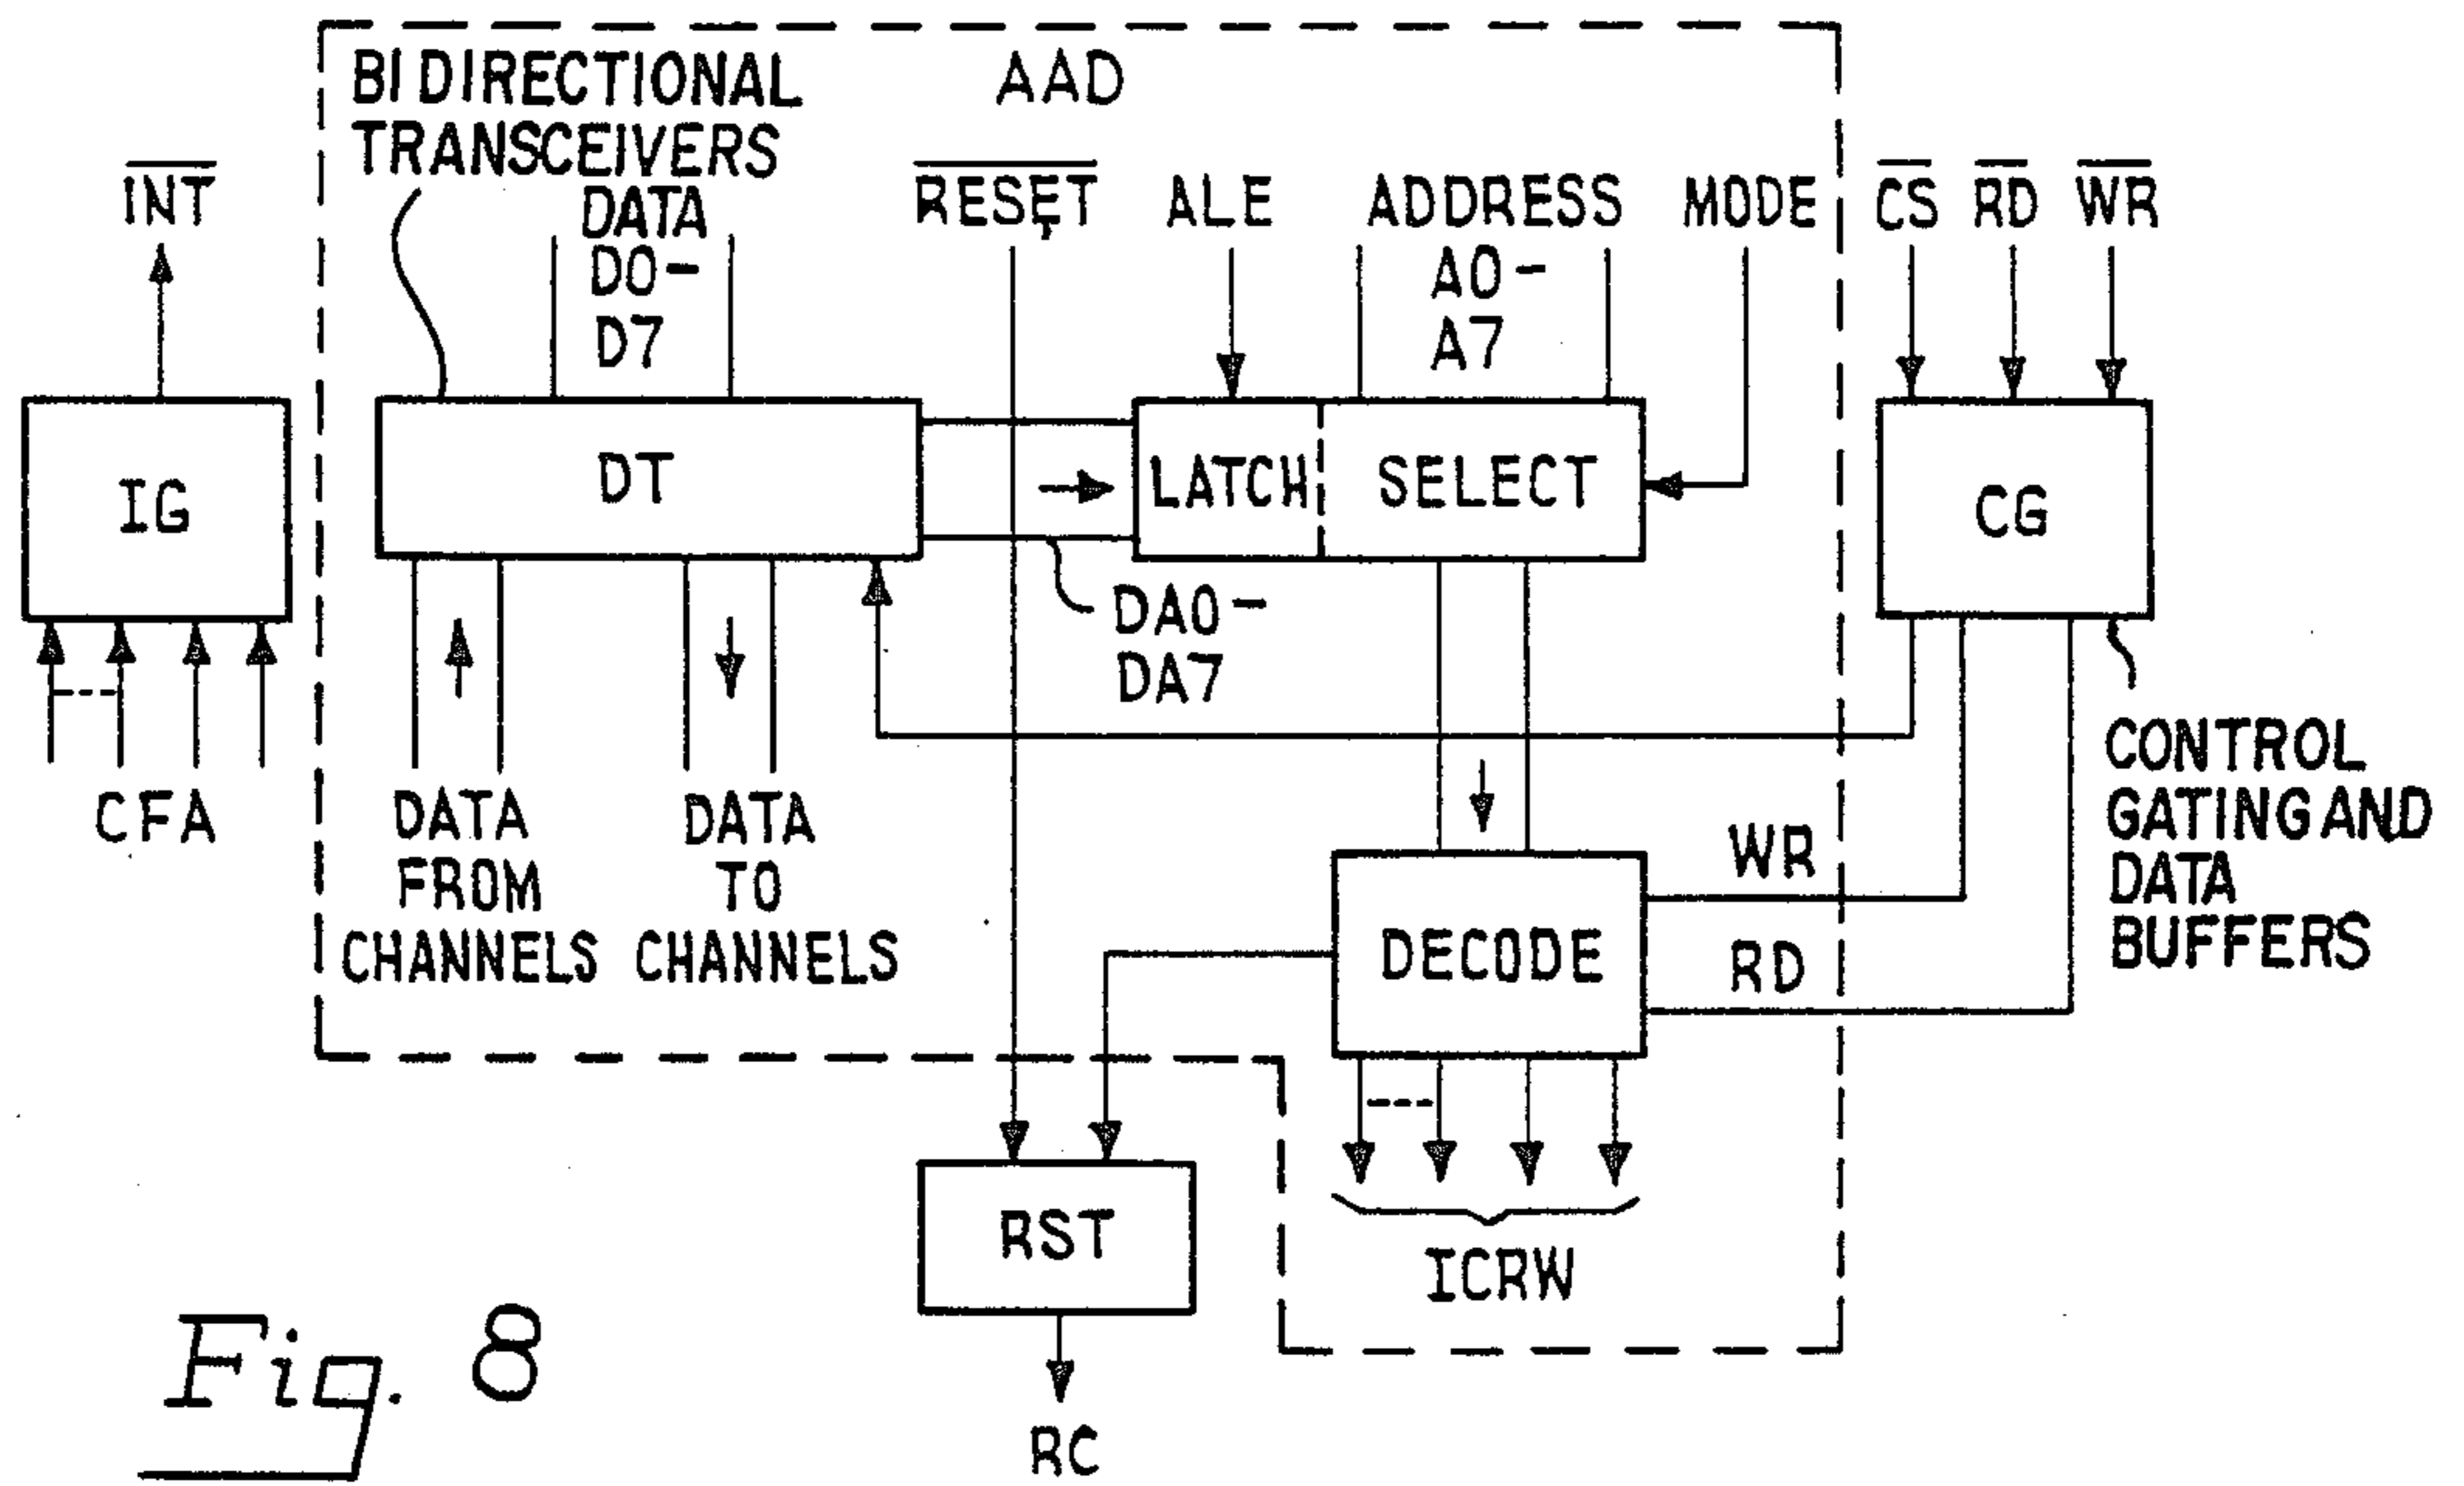 BIDIRECTIONAL
TRANSCEIVERS
AAD
INT
DATA
D0-
D7
RESET
ALE
ADDRESS
A0-
A7
MODE
CS
RD
WR
IG
DT
LATCH
SELECT
CG
DA0-
DA7
CFA
DATA
FROM
CHANNELS
DATA
TO
CHANNELS
CONTROL
GATING AND
DATA
BUFFERS
WR
DECODE
RD
RST
ICRW
RC
Fig. 8